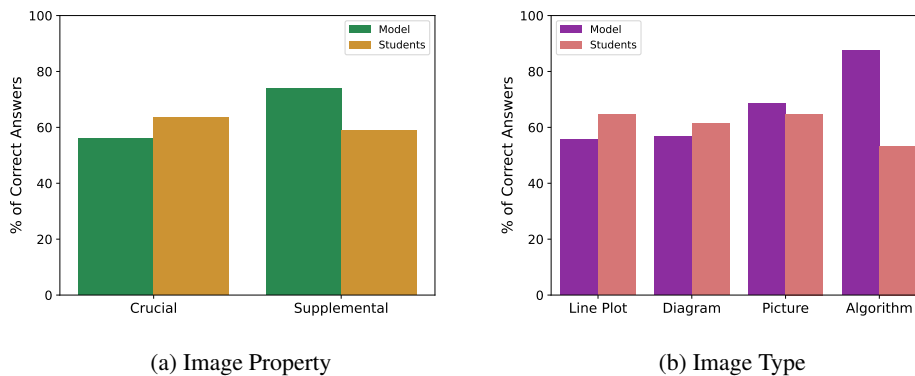 100
80
60
40
20
0
% of Correct Answers
Model
Students
Crucial
Supplemental
(a) Image Property
100
80
60
40
20
0
% of Correct Answers
Model
Students
Line Plot
Diagram
Picture
Algorithm
(b) Image Type